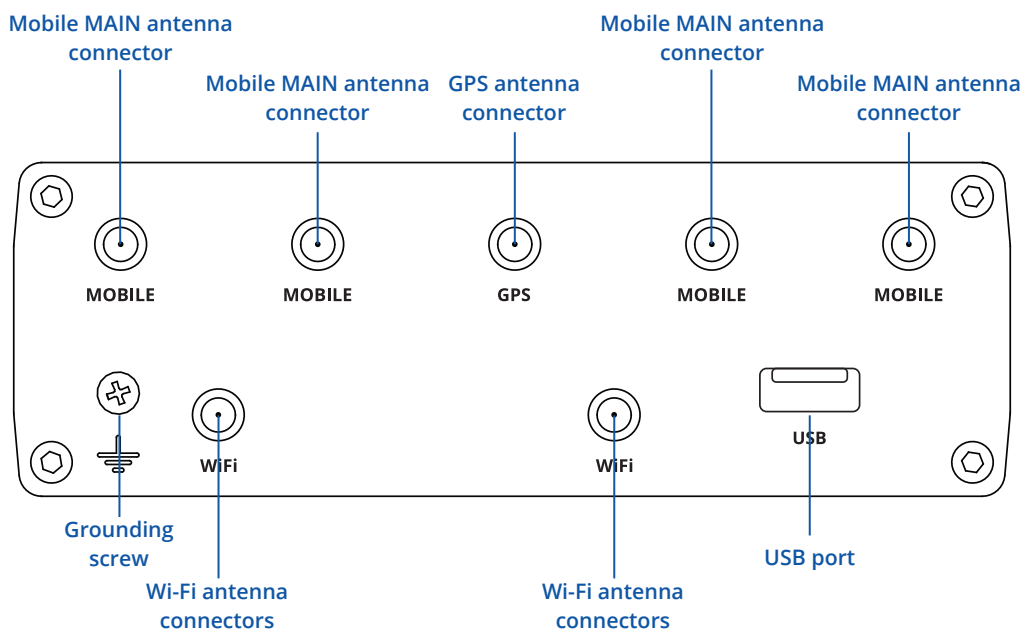 Mobile MAIN antenna
connector
Mobile MAIN antenna
connector
Mobile MAIN antenna
connector
GPS antenna
connector
Mobile MAIN antenna
connector
MOBILE
MOBILE
GPS
MOBILE
MOBILE
WiFi
WiFi
USB
Grounding
screw
USB port
Wi-Fi antenna
connectors
Wi-Fi antenna
connectors